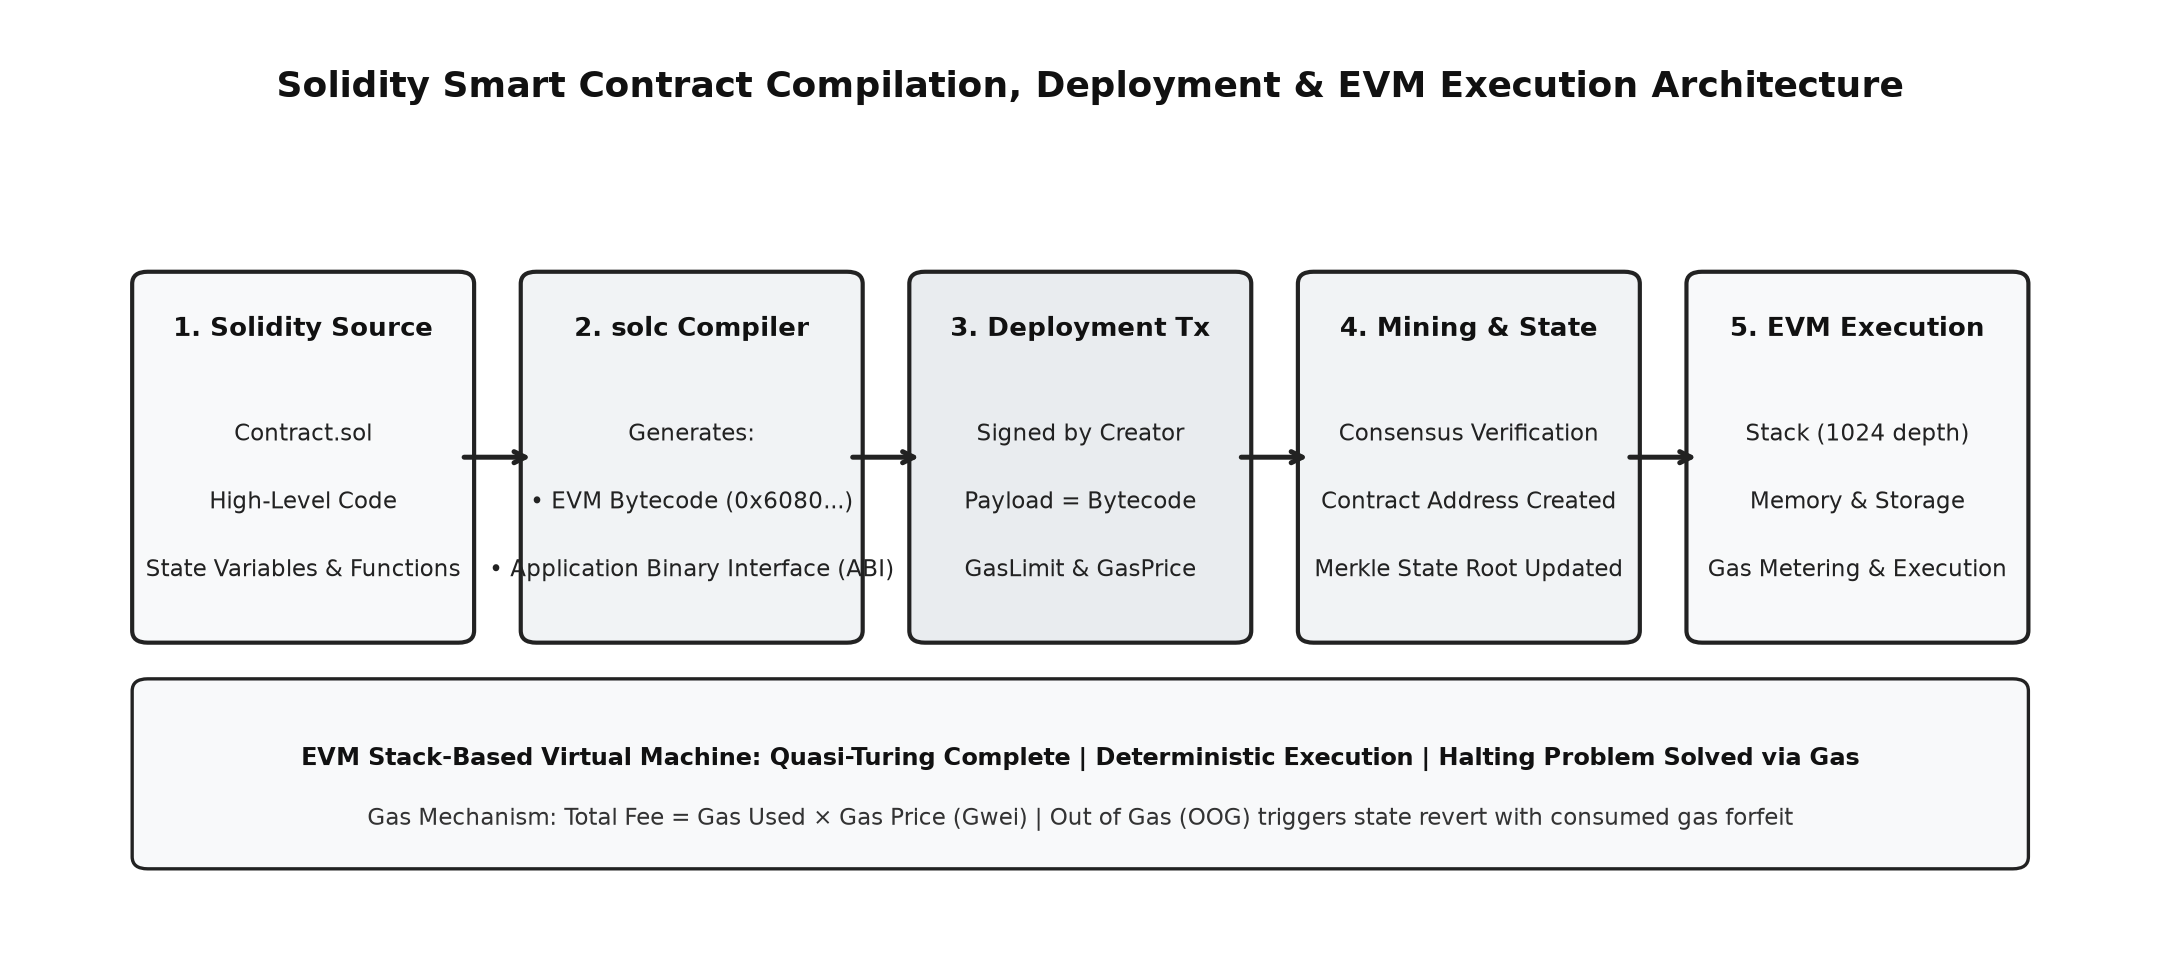 Solidity Smart Contract Compilation, Deployment & EVM Execution Architecture
1. Solidity Source
Contract.sol
High-Level Code
State Variables & Functions
2. solc Compiler
Generates:
• EVM Bytecode (0x6080...)
• Application Binary Interface (ABI)
3. Deployment Tx
Signed by Creator
Payload = Bytecode
GasLimit & GasPrice
4. Mining & State
Consensus Verification
Contract Address Created
Merkle State Root Updated
5. EVM Execution
Stack (1024 depth)
Memory & Storage
Gas Metering & Execution
EVM Stack-Based Virtual Machine: Quasi-Turing Complete | Deterministic Execution | Halting Problem Solved via Gas
Gas Mechanism: Total Fee = Gas Used × Gas Price (Gwei) | Out of Gas (OOG) triggers state revert with consumed gas forfeit